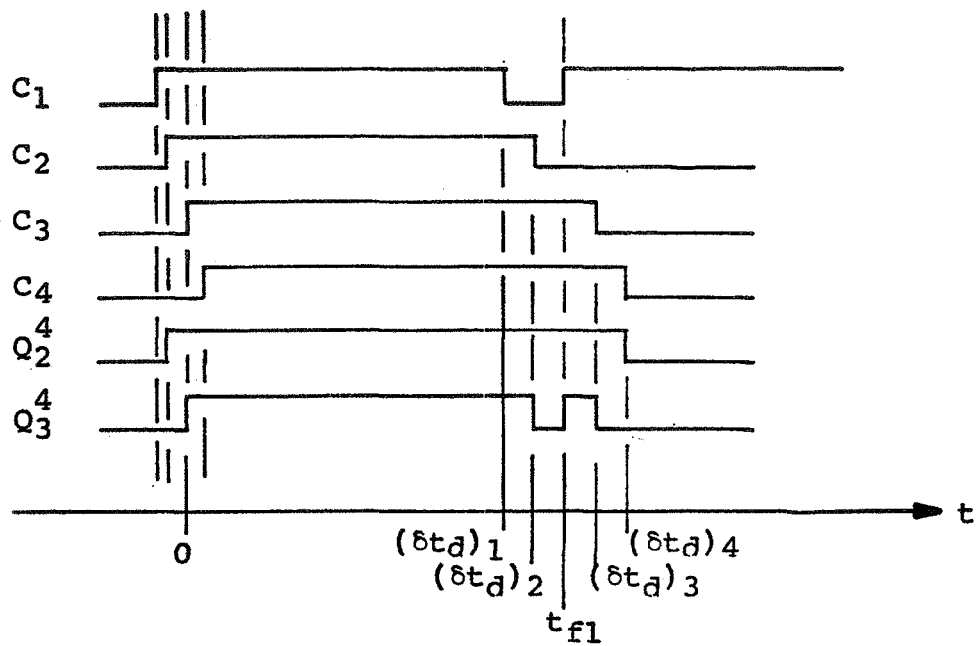 C1
C2
C3
C4
Q2^4
Q3^4
t
0
(δtd)1
(δtd)4
(δtd)2
(δtd)3
tf1